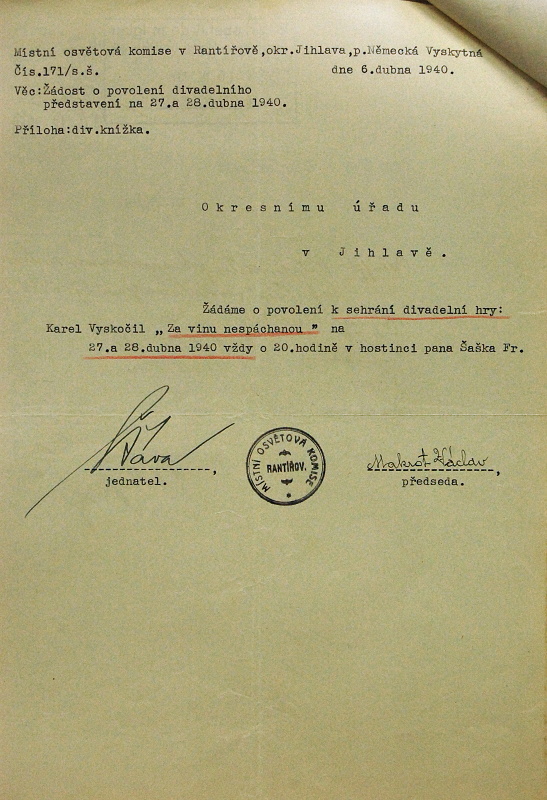 Místní osvětová komise v Rantířově,okr.Jihlava,p.Německá Vyskytná
Čís.171/s.š. dne 6.dubna 1940.
Věc:Žádost o povolení divadelního
představení na 27.a 28.dubna 1940.
Příloha:div.knížka.
Okresnímu úřadu
v Jihlavě.
Žádáme o povolení k sehrání divadelní hry:
Karel Vyskočil „Za vinu nespáchanou" na
27.a 28.dubna 1940 vždy o 20.hodině v hostinci pana Šaška Fr.
MÍSTNÍ OSVĚTOVÁ KOMISE
RANTÍŘOV.
Václav
jednatel. předseda.